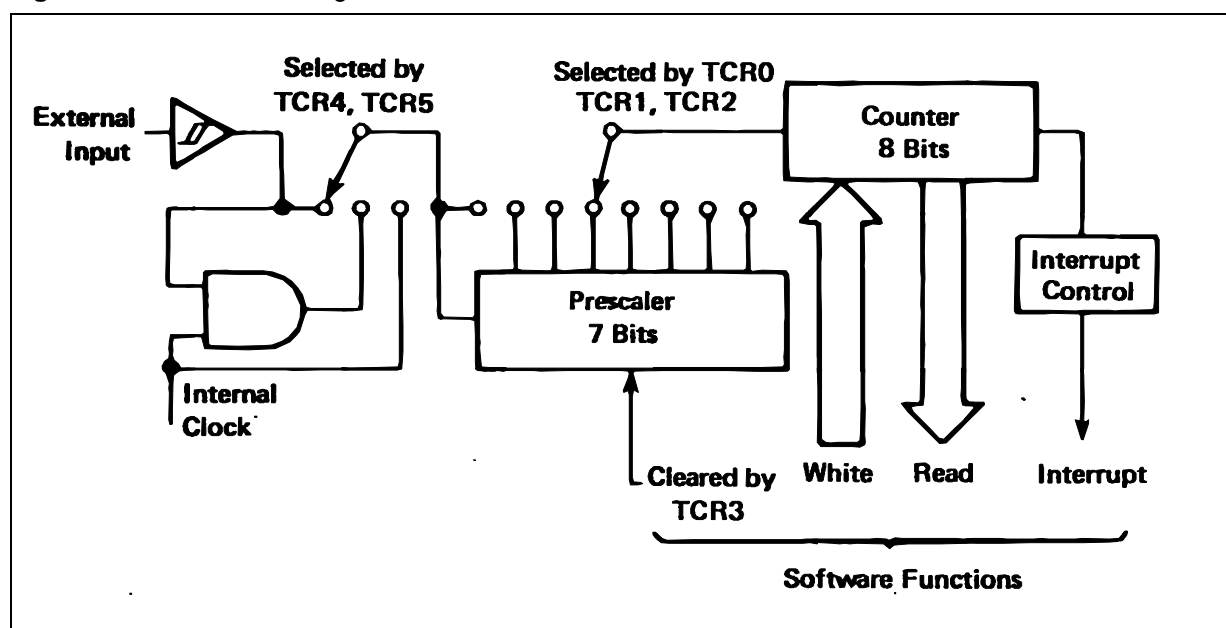 Selected by
TCR4, TCR5
Selected by TCR0
TCR1, TCR2
External
Input
Counter
8 Bits
Interrupt
Control
Prescaler
7 Bits
Internal
Clock
Cleared by
TCR3
White
Read
Interrupt
Software Functions